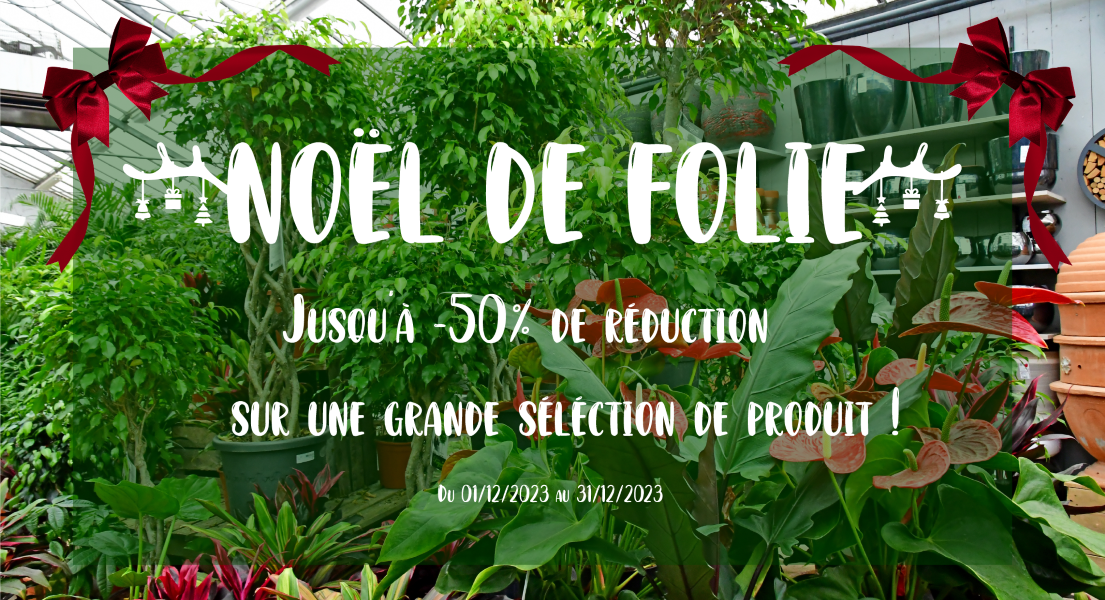 NOËL DE FOLIE
Jusqu'à -50% de réduction
sur une grande séléction de produit !
Du 01/12/2023 au 31/12/2023